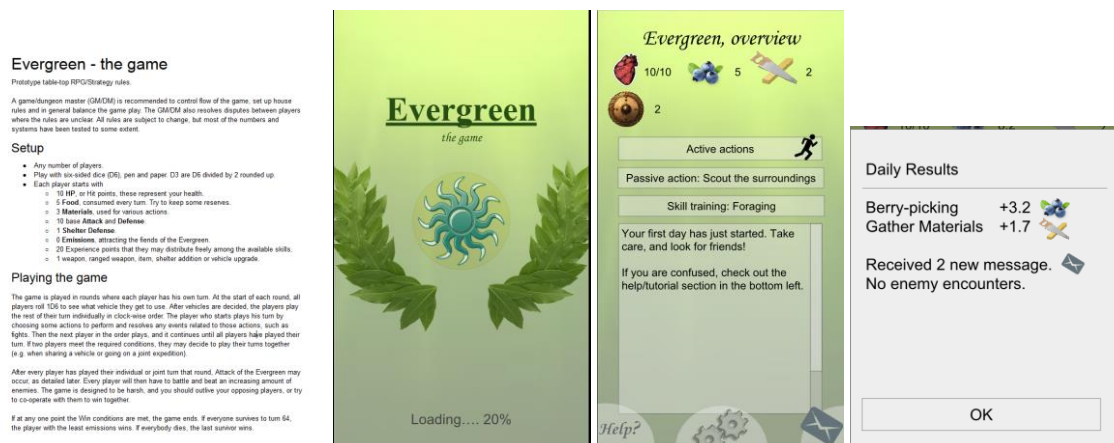 Evergreen - the game
Prototype table-top RPG/Strategy rules.
A game/dungeon master (GM/DM) is recommended to control flow of the game, set up house
rules and in general balance the game play. The GM/DM also resolves disputes between players
where the rules are unclear. All rules are subject to change, but most of the numbers and
systems have been tested to some extent.
Setup
● Any number of players.
● Play with six-sided dice (D6), pen and paper. D3 are D6 divided by 2 rounded up
● Each player starts with
○ 10 HP, or Hit points, these represent your health.
○ 5 Food, consumed every turn. Try to keep some reserves.
○ 3 Materials, used for various actions.
○ 10 base Attack and Defense.
○ 1 Shelter Defense
○ 0 Emissions, attracting the fiends of the Evergreen.
○ 20 Experience points that they may distribute freely among the available skills.
○ 1 weapon, ranged weapon, item, shelter addition or vehicle upgrade.
Playing the game
The game is played in rounds where each player has his own turn. At the start of each round, all
players roll 1D6 to see what vehicle they get to use. After vehicles are decided, the players play
the rest of their turn individually in clock-wise order. The player who starts plays his turn by
choosing some actions to perform and resolves any events related to those actions, such as
fights. Then the next player in the order plays, and it continues until all players have played their
turn. If two players meet the required conditions, they may decide to play their turns together
(e.g. when sharing a vehicle or going on a joint expedition).
After every player has played their individual or joint turn that round, Attack of the Evergreen may
occur, as detailed later. Every player will then have to battle and beat an increasing amount of
enemies. The game is designed to be harsh, and you should outlive your opposing players, or try
to co-operate with them to win together.
If at any one point the Win conditions are met, the game ends. If everyone survives to turn 64,
the player with the least emissions wins. If everybody dies, the last survivor wins.
Evergreen
the game
Loading.... 20%
Evergreen, overview
10/10 5 2
2
Active actions
Passive action: Scout the surroundings
Skill training: Foraging
Your first day has just started. Take
care, and look for friends!
If you are confused, check out the
help/tutorial section in the bottom left.
Help?
Daily Results
Berry-picking +3.2
Gather Materials +1.7
Received 2 new message.
No enemy encounters.
OK